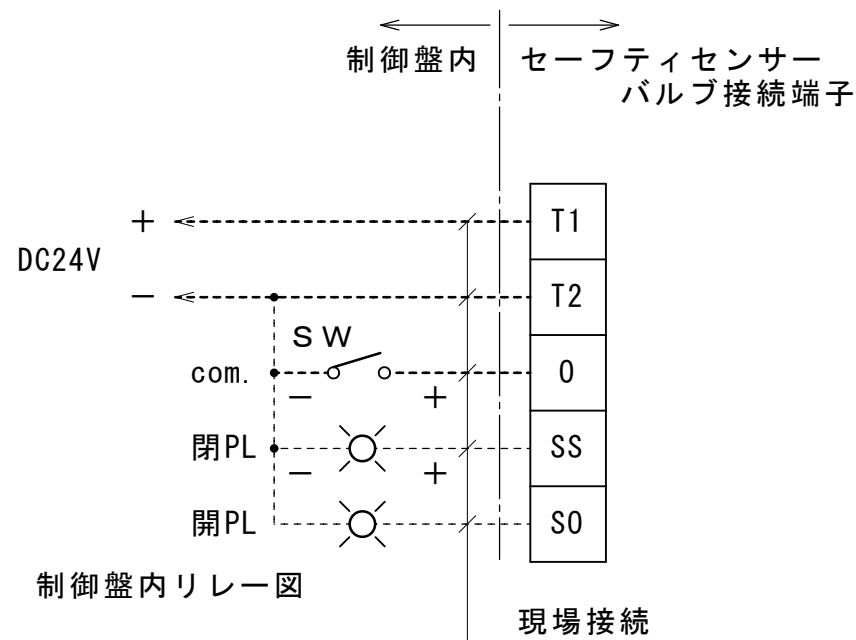 制御盤内
セーフティセンサー
バルブ接続端子
+
T1
DC24V
−
T2
SW
com.
O
− +
閉PL
SS
− +
開PL
SO
制御盤内リレー図
現場接続